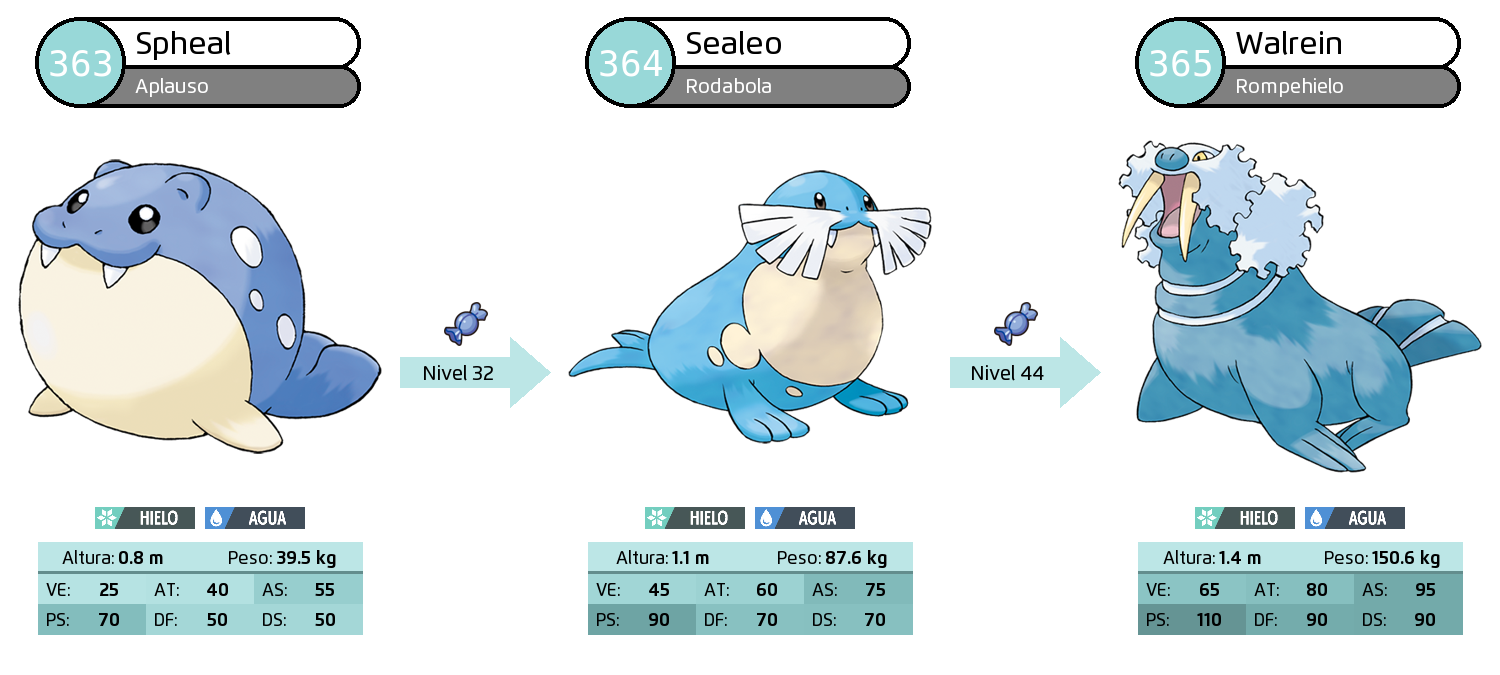 363 Spheal
Aplauso
364 Sealeo
Rodabola
365 Walrein
Rompehielo
Nivel 32
Nivel 44
HIELO AGUA
Altura: 0.8 m Peso: 39.5 kg
VE: 25 AT: 40 AS: 55
PS: 70 DF: 50 DS: 50
HIELO AGUA
Altura: 1.1 m Peso: 87.6 kg
VE: 45 AT: 60 AS: 75
PS: 90 DF: 70 DS: 70
HIELO AGUA
Altura: 1.4 m Peso: 150.6 kg
VE: 65 AT: 80 AS: 95
PS: 110 DF: 90 DS: 90